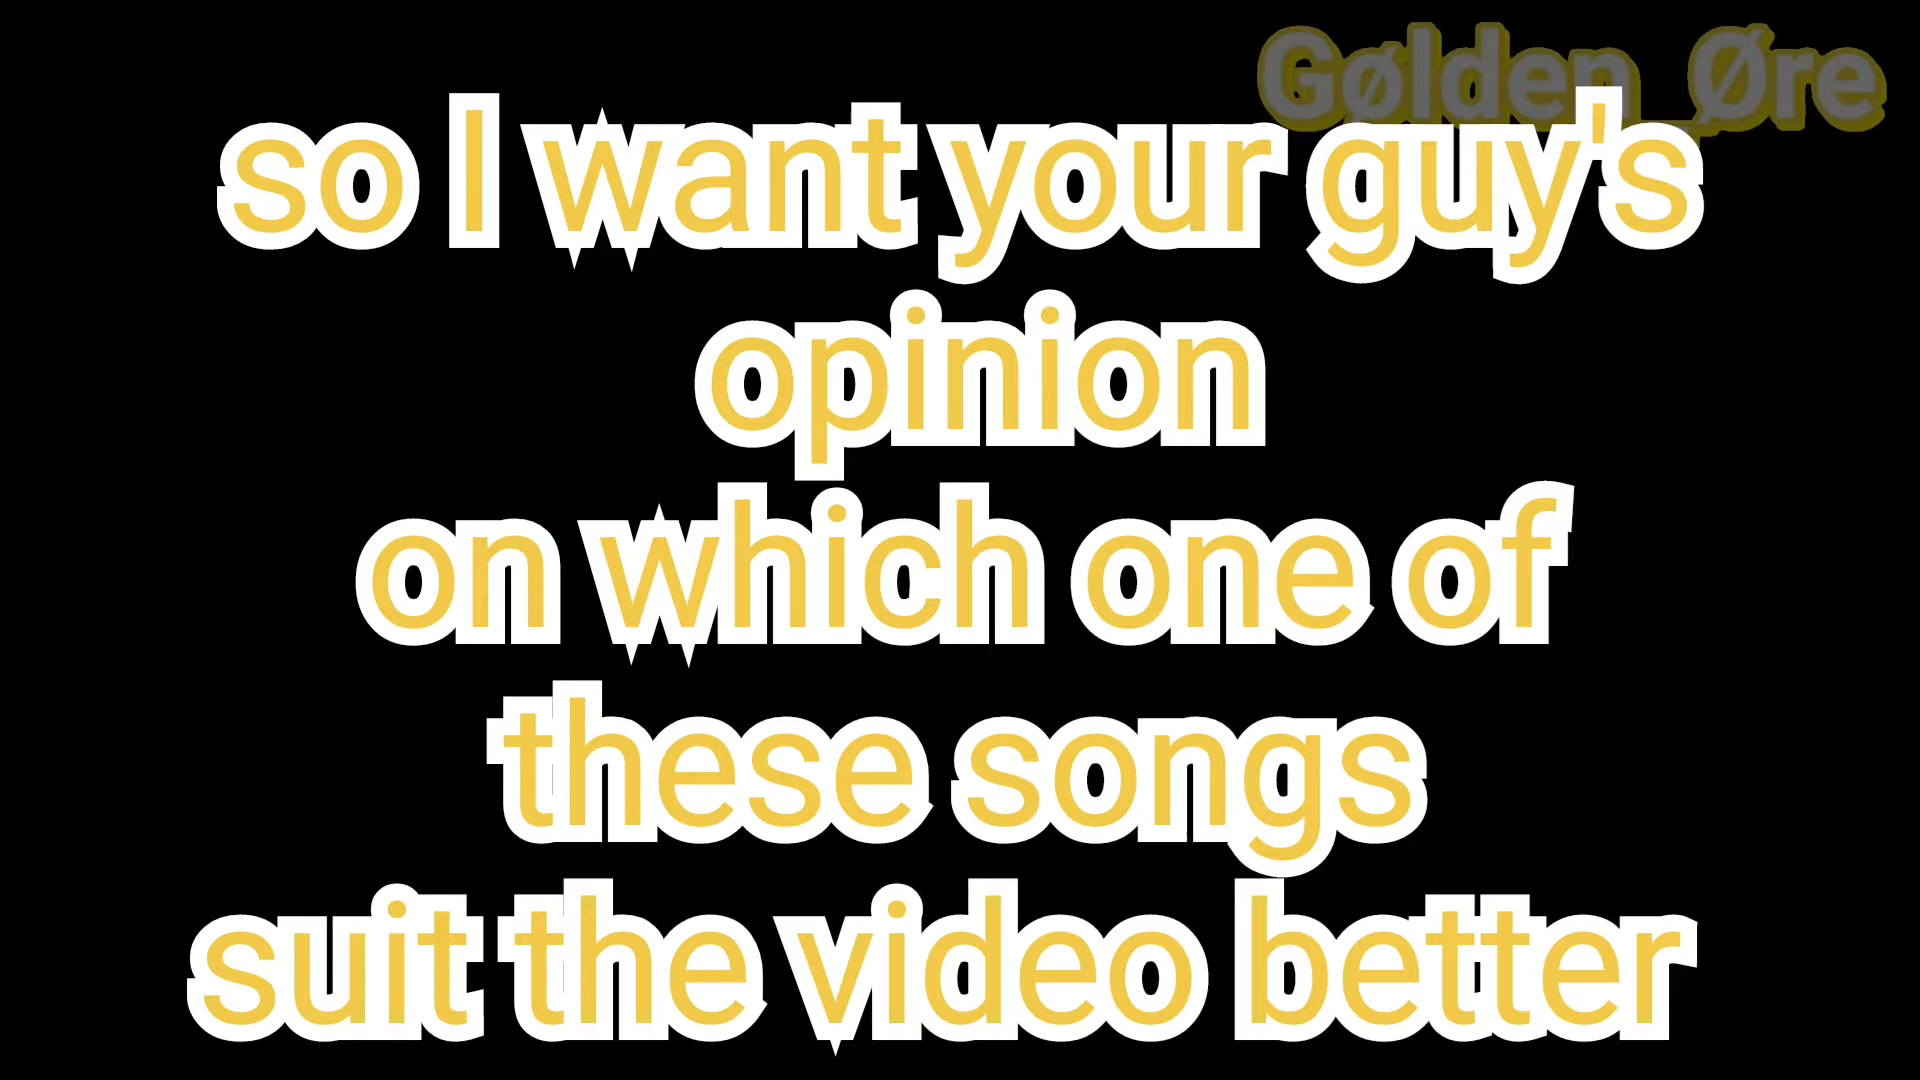 Gølden_Øre
so I want your guy's
opinion
on which one of
these songs
suit the video better